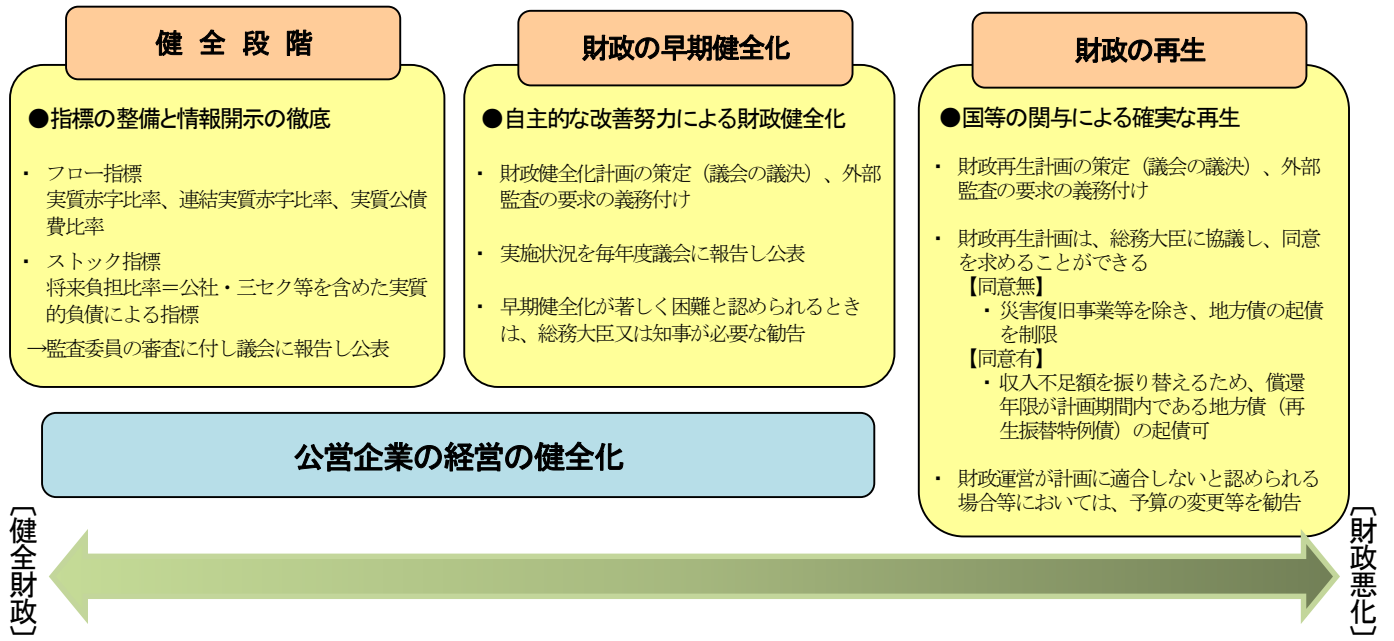 健 全 段 階
●指標の整備と情報開示の徹底
・ フロー指標
実質赤字比率、連結実質赤字比率、実質公債
費比率
・ ストック指標
将来負担比率＝公社・三セク等を含めた実質
的負債による指標
→監査委員の審査に付し議会に報告し公表
財政の早期健全化
●自主的な改善努力による財政健全化
・ 財政健全化計画の策定（議会の議決）、外部
監査の要求の義務付け
・ 実施状況を毎年度議会に報告し公表
・ 早期健全化が著しく困難と認められるとき
は、総務大臣又は知事が必要な勧告
財政の再生
●国等の関与による確実な再生
・ 財政再生計画の策定（議会の議決）、外部
監査の要求の義務付け
・ 財政再生計画は、総務大臣に協議し、同意
を求めることができる
【同意無】
・ 災害復旧事業等を除き、地方債の起債
を制限
【同意有】
・ 収入不足額を振り替えるため、償還
年限が計画期間内である地方債（再
生振替特例債）の起債可
・ 財政運営が計画に適合しないと認められる
場合等においては、予算の変更等を勧告
公営企業の経営の健全化
〔健全財政〕
〔財政悪化〕